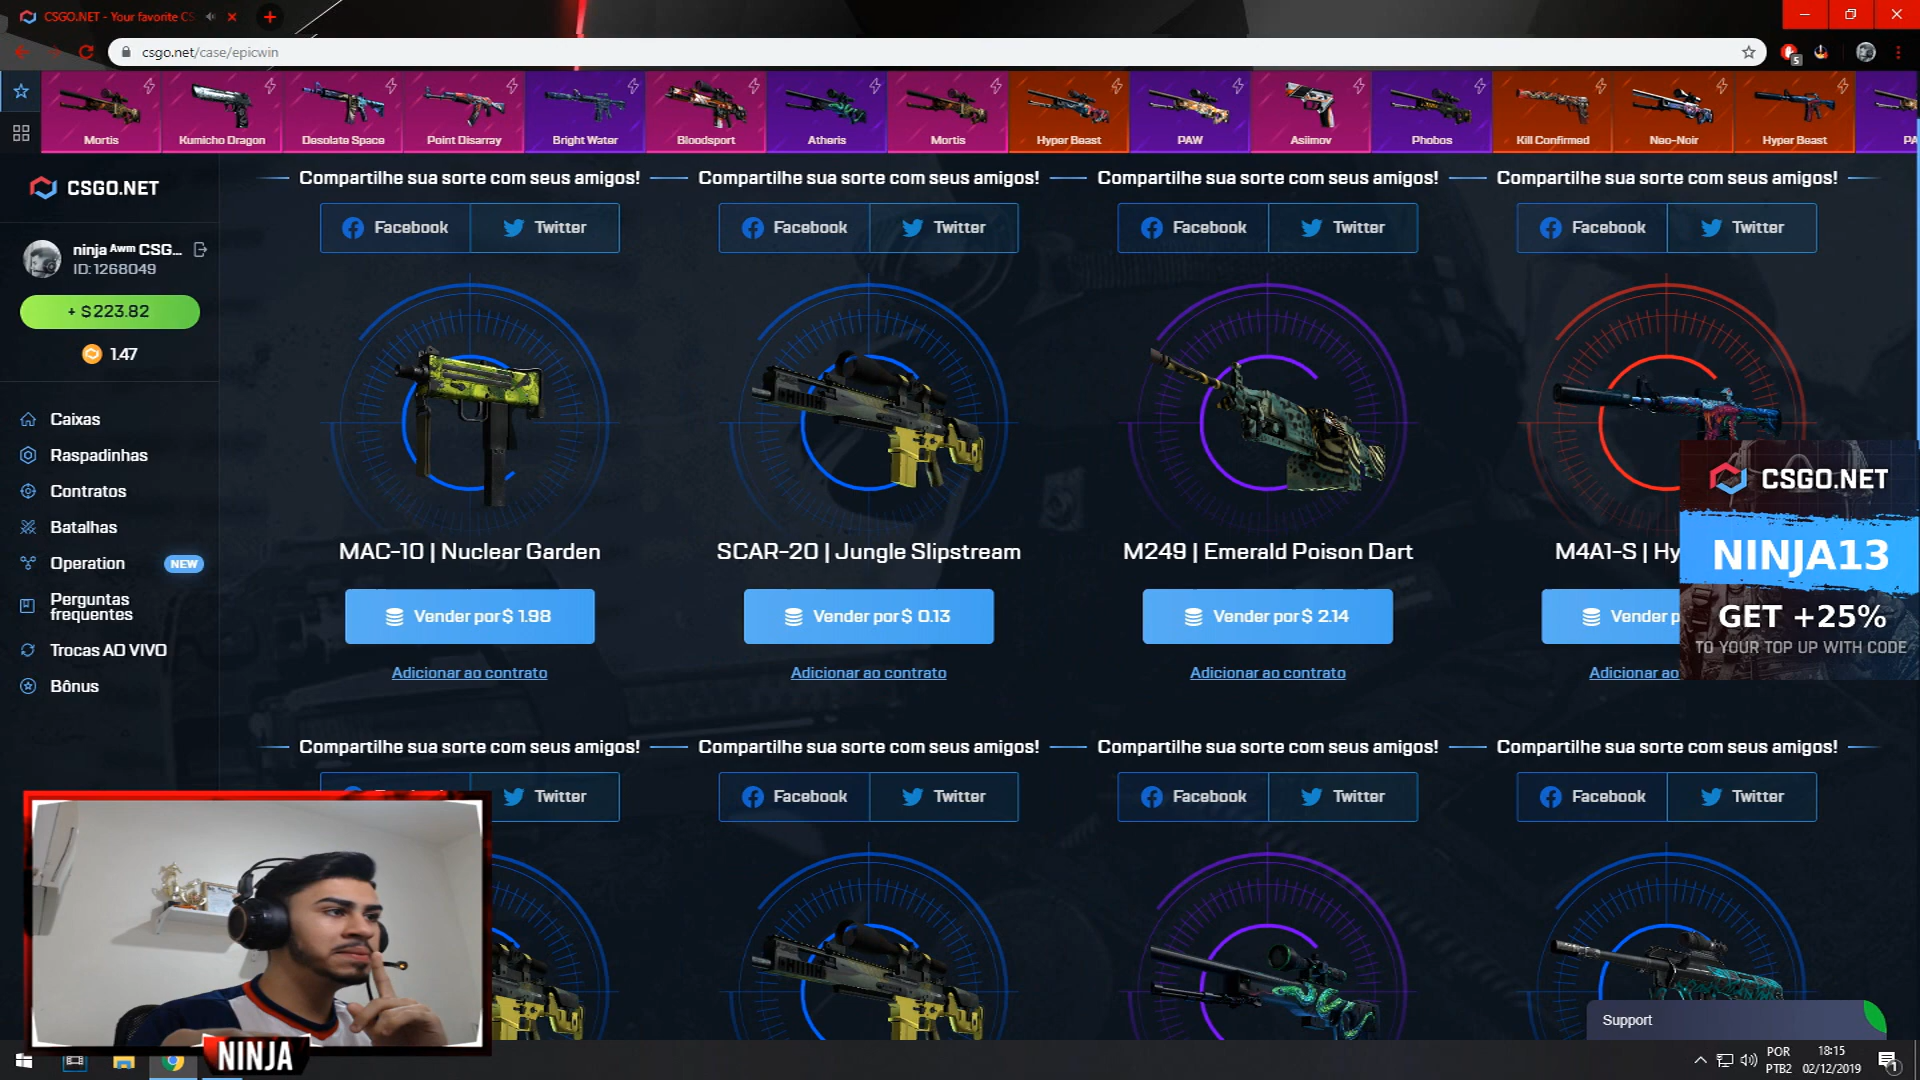 CSGO.NET - Your favorite CS
csgo.net/case/epicwin
5
Mortis
Kumicho Dragon
Desolate Space
Point Disarray
Bright Water
Bloodsport
Atheris
Mortis
Hyper Beast
PAW
Asiimov
Phobos
Kill Confirmed
Neo-Noir
Hyper Beast
PA
CSGO.NET
ninja ᴬʷᵐ CSG...
ID: 1268049
+ $ 223.82
1.47
Caixas
Raspadinhas
Contratos
Batalhas
Operation NEW
Perguntas
frequentes
Trocas AO VIVO
Bônus
Compartilhe sua sorte com seus amigos!
Compartilhe sua sorte com seus amigos!
Compartilhe sua sorte com seus amigos!
Compartilhe sua sorte com seus amigos!
Facebook Twitter
Facebook Twitter
Facebook Twitter
Facebook Twitter
MAC-10 | Nuclear Garden
SCAR-20 | Jungle Slipstream
M249 | Emerald Poison Dart
M4A1-S | Hy
Vender por $ 1.98
Vender por $ 0.13
Vender por $ 2.14
Vender p
Adicionar ao contrato
Adicionar ao contrato
Adicionar ao contrato
Adicionar ao
CSGO.NET
NINJA13
GET +25%
TO YOUR TOP UP WITH CODE
Compartilhe sua sorte com seus amigos!
Compartilhe sua sorte com seus amigos!
Compartilhe sua sorte com seus amigos!
Compartilhe sua sorte com seus amigos!
Twitter
Facebook Twitter
Facebook Twitter
Facebook Twitter
Support
NINJA
POR
PTB2
18:15
02/12/2019
1